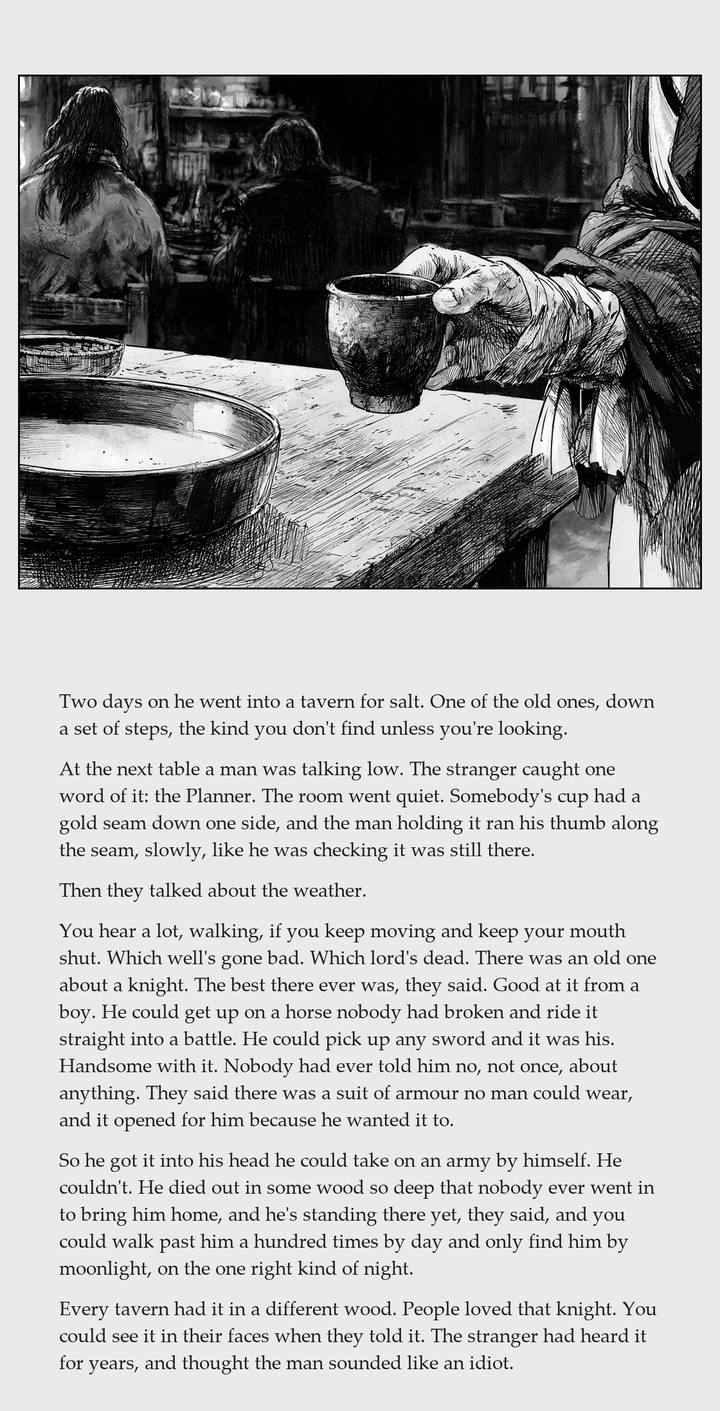 Two days on he went into a tavern for salt. One of the old ones, down
a set of steps, the kind you don't find unless you're looking.
At the next table a man was talking low. The stranger caught one
word of it: the Planner. The room went quiet. Somebody's cup had a
gold seam down one side, and the man holding it ran his thumb along
the seam, slowly, like he was checking it was still there.
Then they talked about the weather.
You hear a lot, walking, if you keep moving and keep your mouth
shut. Which well's gone bad. Which lord's dead. There was an old one
about a knight. The best there ever was, they said. Good at it from a
boy. He could get up on a horse nobody had broken and ride it
straight into a battle. He could pick up any sword and it was his.
Handsome with it. Nobody had ever told him no, not once, about
anything. They said there was a suit of armour no man could wear,
and it opened for him because he wanted it to.
So he got it into his head he could take on an army by himself. He
couldn't. He died out in some wood so deep that nobody ever went in
to bring him home, and he's standing there yet, they said, and you
could walk past him a hundred times by day and only find him by
moonlight, on the one right kind of night.
Every tavern had it in a different wood. People loved that knight. You
could see it in their faces when they told it. The stranger had heard it
for years, and thought the man sounded like an idiot.